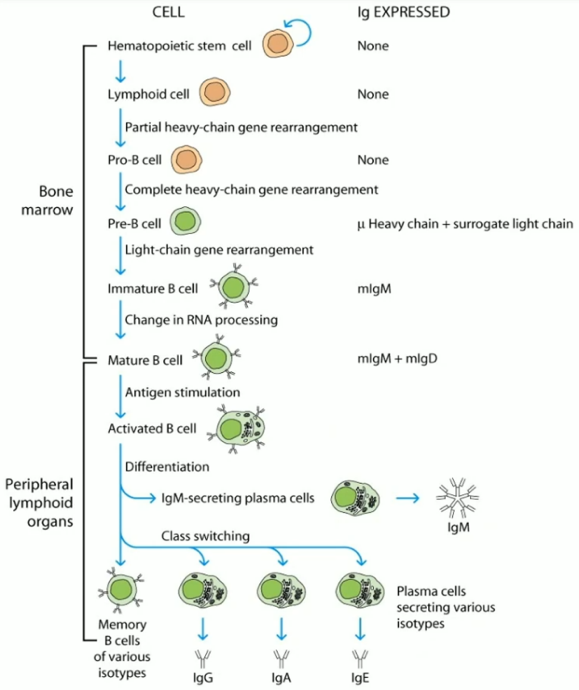 CELL
Ig EXPRESSED
Hematopoietic stem cell
None
Lymphoid cell
None
Partial heavy-chain gene rearrangement
Pro-B cell
None
Complete heavy-chain gene rearrangement
Bone
marrow
Pre-B cell
μ Heavy chain + surrogate light chain
Light-chain gene rearrangement
Immature B cell
mIgM
Change in RNA processing
Mature B cell
mIgM + mIgD
Antigen stimulation
Activated B cell
Differentiation
Peripheral
lymphoid
organs
IgM-secreting plasma cells
IgM
Class switching
Plasma cells
secreting various
isotypes
Memory
B cells
of various
isotypes
IgG
IgA
IgE